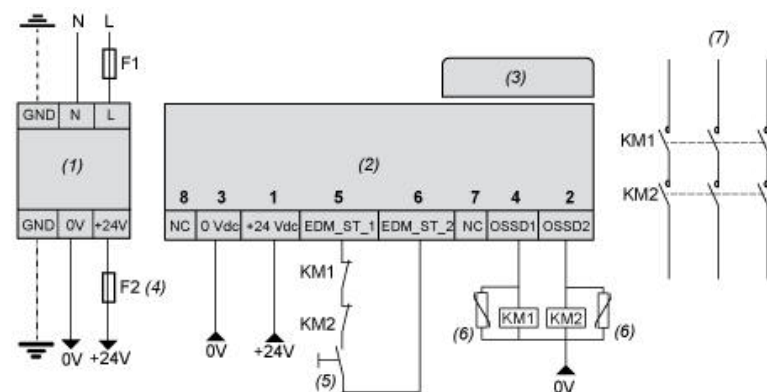 N L
F1
(7)
(3)
GND N L
KM1
(1)
(2)
KM2
8 3 1 5 6 7 4 2
GND 0V +24V
NC 0 Vdc +24 Vdc EDM_ST_1 EDM_ST_2 NC OSSD1 OSSD2
KM1
F2 (4)
KM2
KM1 KM2
(6) (6)
0V +24V
0V +24V
(5)
0V